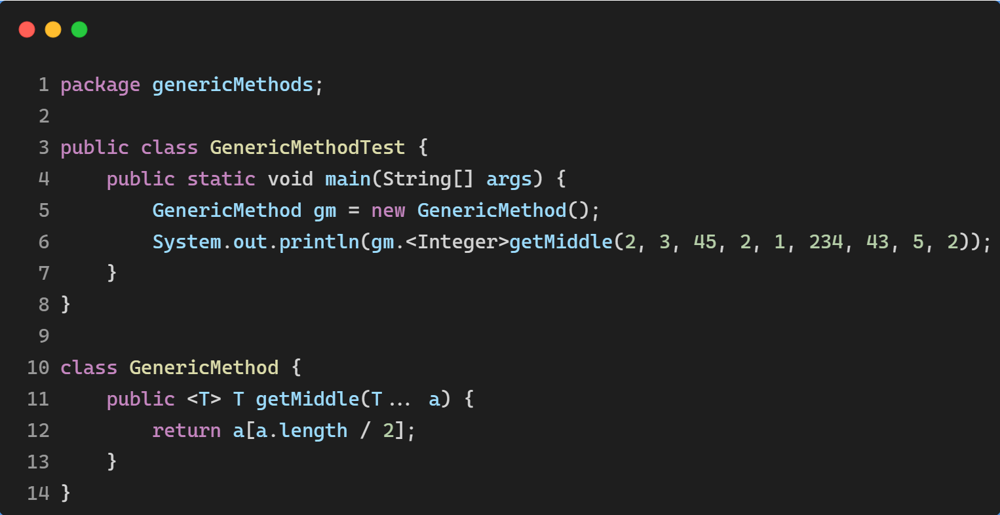 1 package genericMethods;
2
3 public class GenericMethodTest {
4     public static void main(String[] args) {
5         GenericMethod gm = new GenericMethod();
6         System.out.println(gm.<Integer>getMiddle(2, 3, 45, 2, 1, 234, 43, 5, 2));
7     }
8 }
9
10 class GenericMethod {
11     public <T> T getMiddle(T... a) {
12         return a[a.length / 2];
13     }
14 }